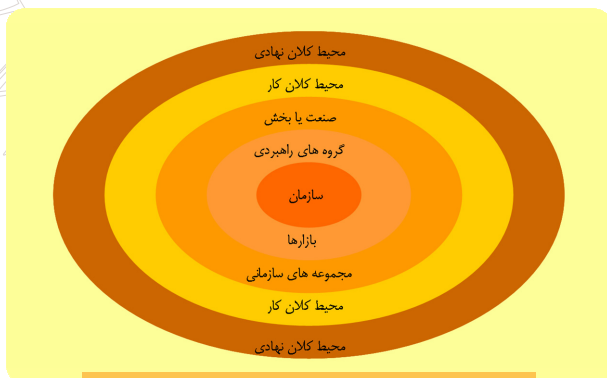 محیط کلان نهادی
محیط کلان کار
صنعت یا بخش
گروه های راهبردی
سازمان
بازارها
مجموعه های سازمانی
محیط کلان کار
محیط کلان نهادی